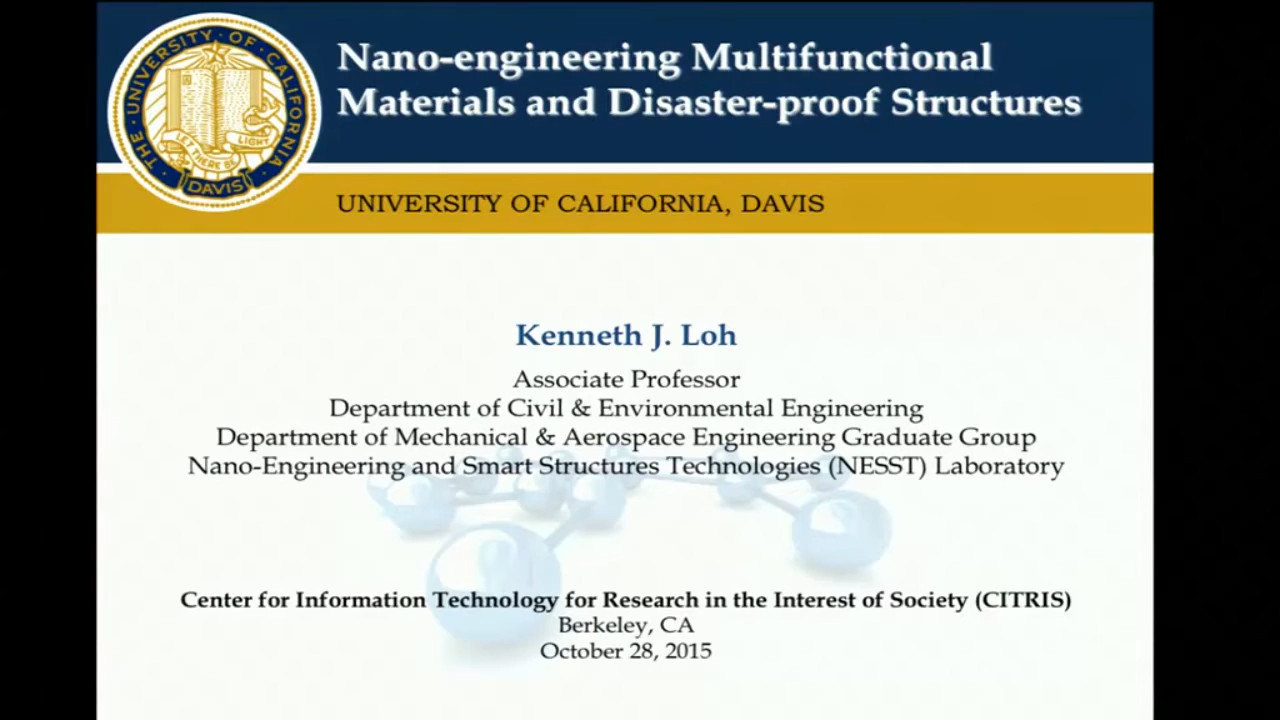 Nano-engineering Multifunctional
Materials and Disaster-proof Structures
THE · UNIVERSITY · OF · CALIFORNIA ·
LET THERE BE
LIGHT
DAVIS
UNIVERSITY OF CALIFORNIA, DAVIS
Kenneth J. Loh
Associate Professor
Department of Civil & Environmental Engineering
Department of Mechanical & Aerospace Engineering Graduate Group
Nano-Engineering and Smart Structures Technologies (NESST) Laboratory
Center for Information Technology for Research in the Interest of Society (CITRIS)
Berkeley, CA
October 28, 2015